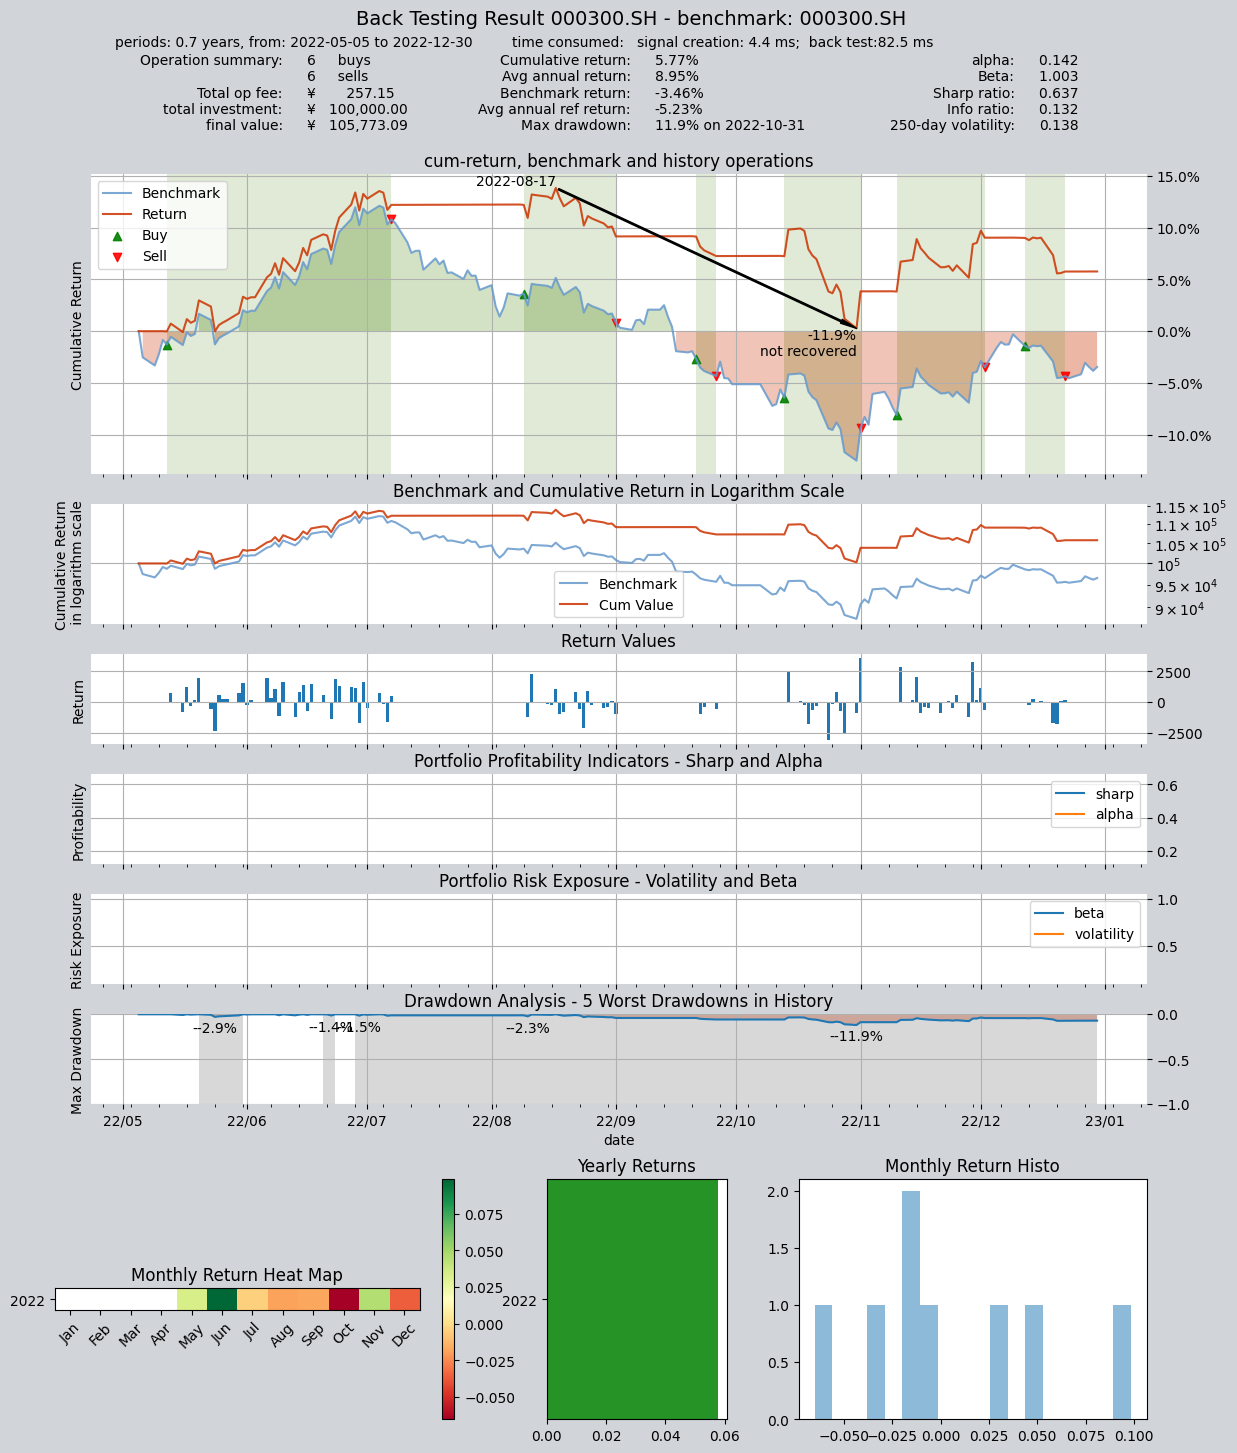 Back Testing Result 000300.SH - benchmark: 000300.SH
periods: 0.7 years, from: 2022-05-05 to 2022-12-30 time consumed: signal creation: 4.4 ms; back test:82.5 ms
Operation summary: 6 buys Cumulative return: 5.77% alpha: 0.142
6 sells Avg annual return: 8.95% Beta: 1.003
Total op fee: ¥ 257.15 Benchmark return: -3.46% Sharp ratio: 0.637
total investment: ¥ 100,000.00 Avg annual ref return: -5.23% Info ratio: 0.132
final value: ¥ 105,773.09 Max drawdown: 11.9% on 2022-10-31 250-day volatility: 0.138
cum-return, benchmark and history operations
Cumulative Return
Benchmark
Return
Buy
Sell
2022-08-17
-11.9%
not recovered
15.0%
10.0%
5.0%
0.0%
−5.0%
−10.0%
Benchmark and Cumulative Return in Logarithm Scale
Cumulative Return
in logarithm scale
Benchmark
Cum Value
1.15 × 10⁵
1.1 × 10⁵
1.05 × 10⁵
10⁵
9.5 × 10⁴
9 × 10⁴
Return Values
Return
2500
0
−2500
Portfolio Profitability Indicators - Sharp and Alpha
Profitability
sharp
alpha
0.6
0.4
0.2
Portfolio Risk Exposure - Volatility and Beta
Risk Exposure
beta
volatility
1.0
0.5
Drawdown Analysis - 5 Worst Drawdowns in History
Max Drawdown
--2.9%
--1.4%
--1.5%
--2.3%
--11.9%
0.0
−0.5
−1.0
22/05 22/06 22/07 22/08 22/09 22/10 22/11 22/12 23/01
date
Monthly Return Heat Map
2022
Jan Feb Mar Apr May Jun Jul Aug Sep Oct Nov Dec
0.075
0.050
0.025
0.000
−0.025
−0.050
Yearly Returns
2022
0.00 0.02 0.04 0.06
Monthly Return Histo
2.0
1.5
1.0
0.5
0.0
−0.050 −0.025 0.000 0.025 0.050 0.075 0.100